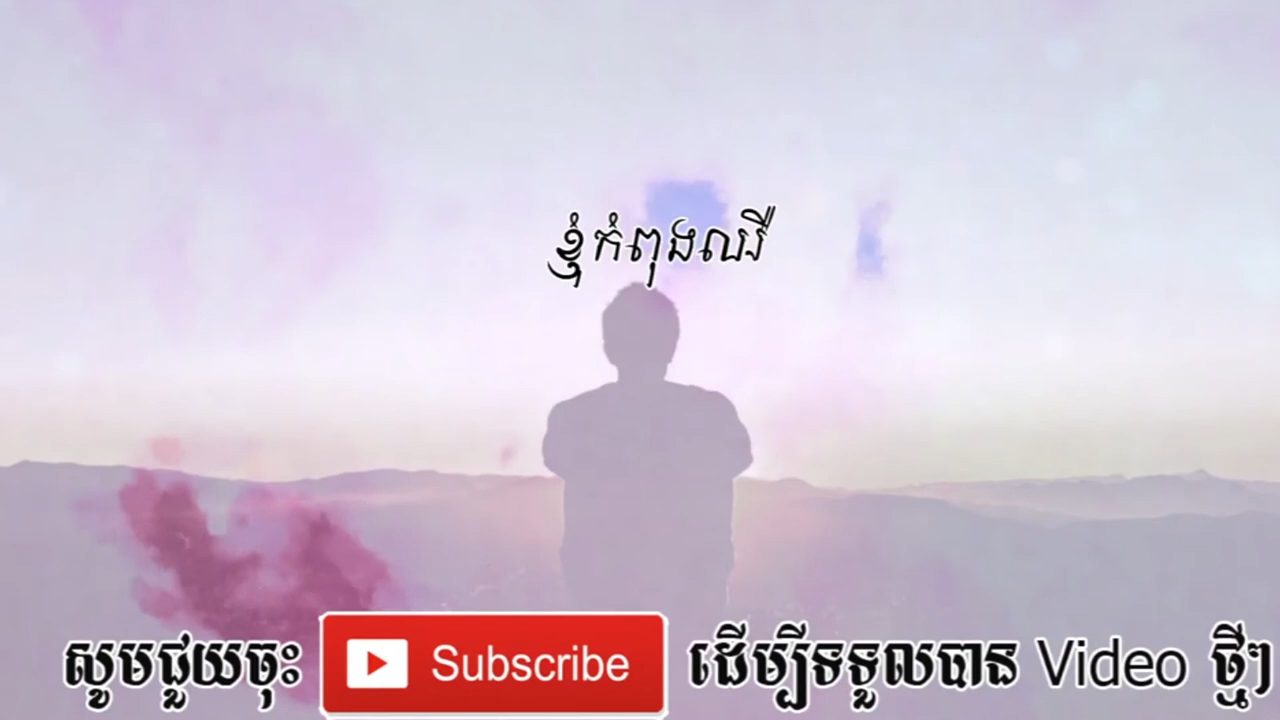 ខ្ញុំកំពុងឈរឺ
សូមជួយចុះ Subscribe ដើម្បីទទួលបាន Video ថ្មីៗ